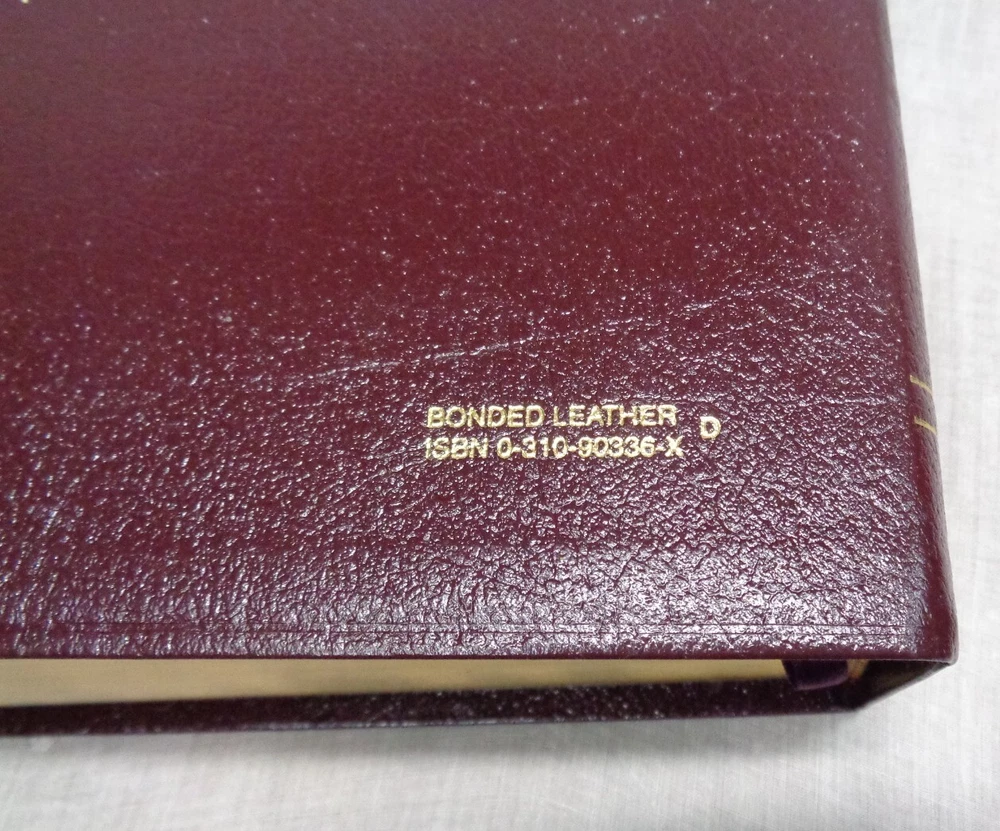 BONDED LEATHER D
ISBN 0-310-90336-X